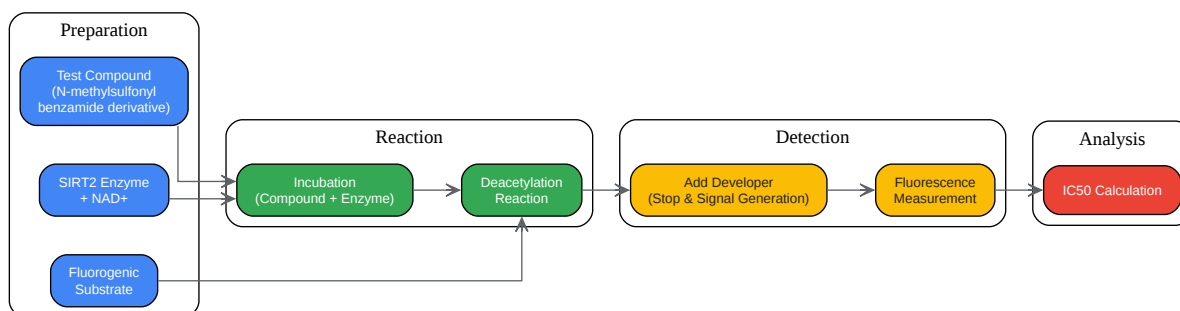 Preparation
Test Compound
(N-methylsulfonyl
benzamide derivative)
SIRT2 Enzyme
+ NAD+
Fluorogenic
Substrate
Reaction
Incubation
(Compound + Enzyme)
Deacetylation
Reaction
Detection
Add Developer
(Stop & Signal Generation)
Fluorescence
Measurement
Analysis
IC50 Calculation